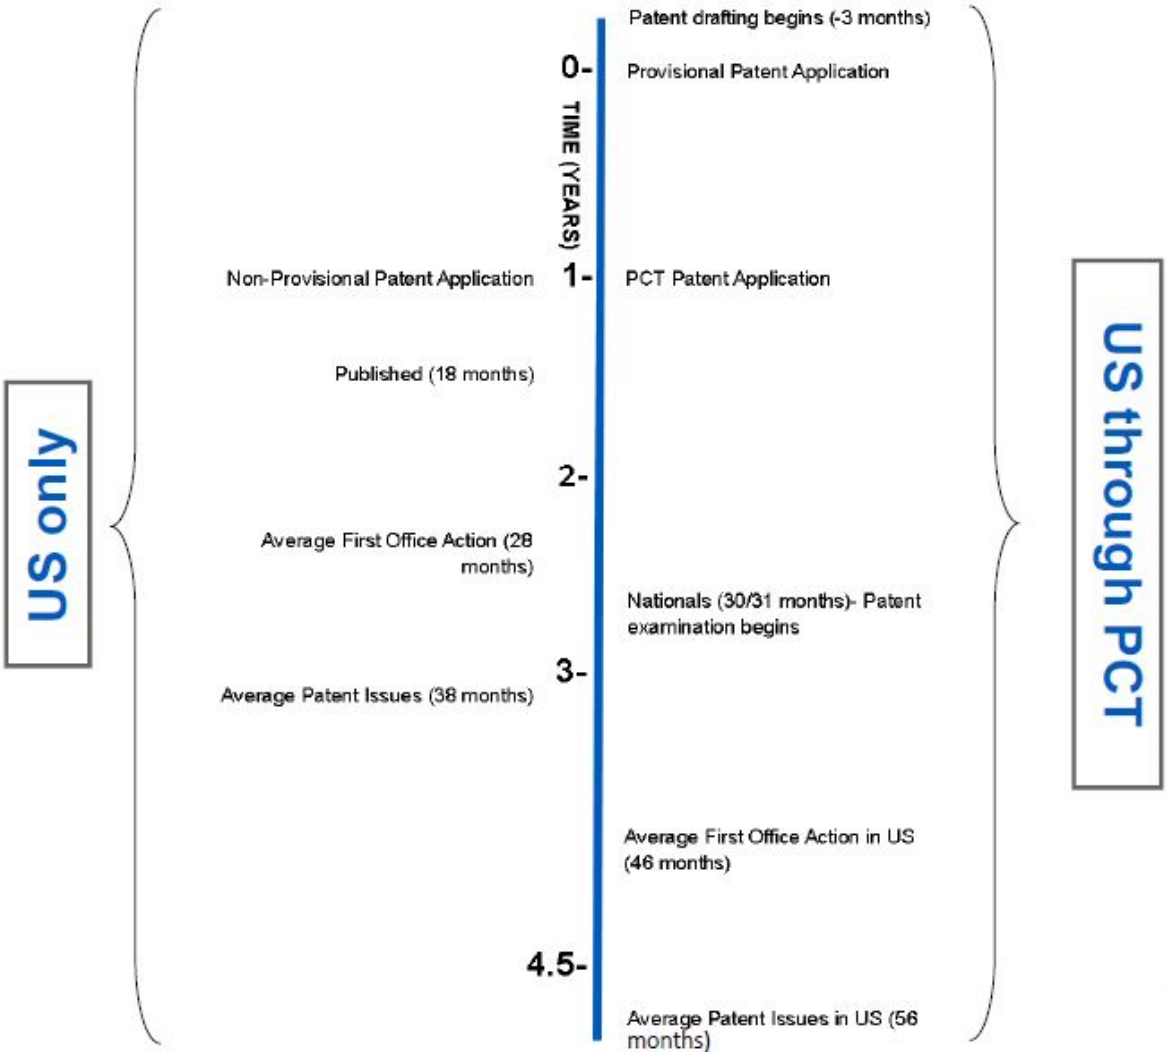 Patent drafting begins (-3 months)
0-
Provisional Patent Application
TIME (YEARS)
Non-Provisional Patent Application
1-
PCT Patent Application
Published (18 months)
US only
US through PCT
2-
Average First Office Action (28
months)
Nationals (30/31 months)- Patent
examination begins
3-
Average Patent Issues (38 months)
Average First Office Action in US
(46 months)
4.5-
Average Patent Issues in US (56
months)